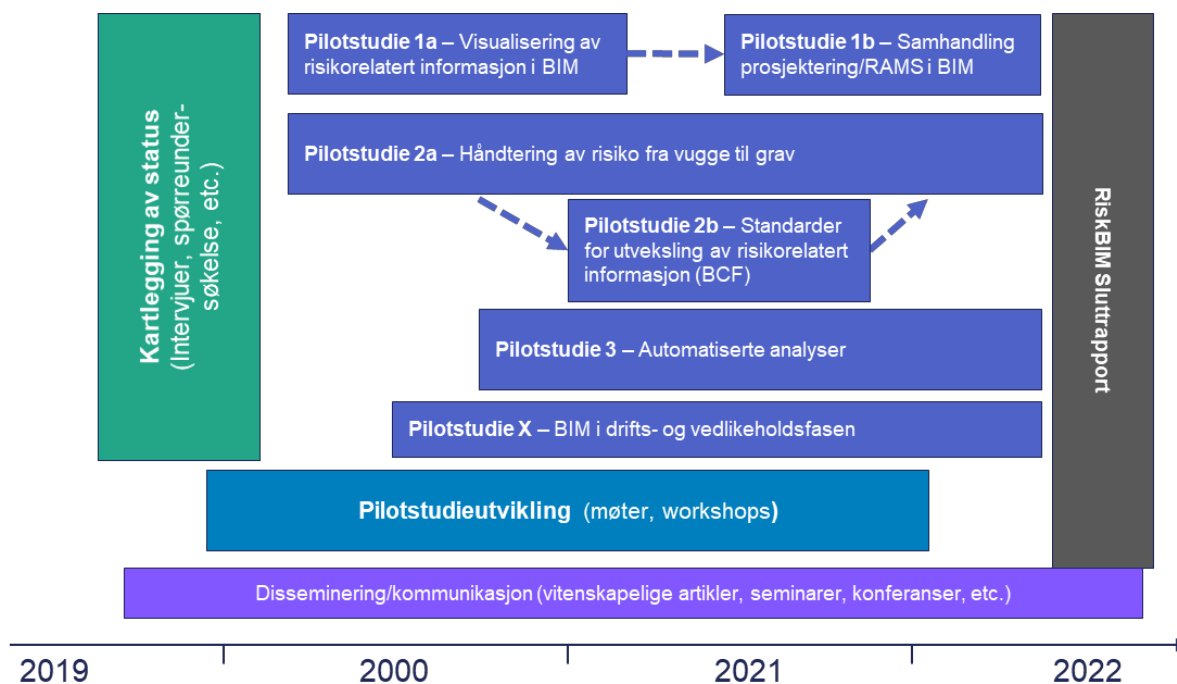 Kartlegging av status
(Intervjuer, spørreunder-
søkelse, etc.)
Pilotstudie 1a – Visualisering av
risikorelatert informasjon i BIM
Pilotstudie 1b – Samhandling
prosjektering/RAMS i BIM
Pilotstudie 2a – Håndtering av risiko fra vugge til grav
Pilotstudie 2b – Standarder
for utveksling av risikorelatert
informasjon (BCF)
Pilotstudie 3 – Automatiserte analyser
Pilotstudie X – BIM i drifts- og vedlikeholdsfasen
Pilotstudieutvikling (møter, workshops)
RiskBIM Sluttrapport
Disseminering/kommunikasjon (vitenskapelige artikler, seminarer, konferanser, etc.)
2019 2000 2021 2022